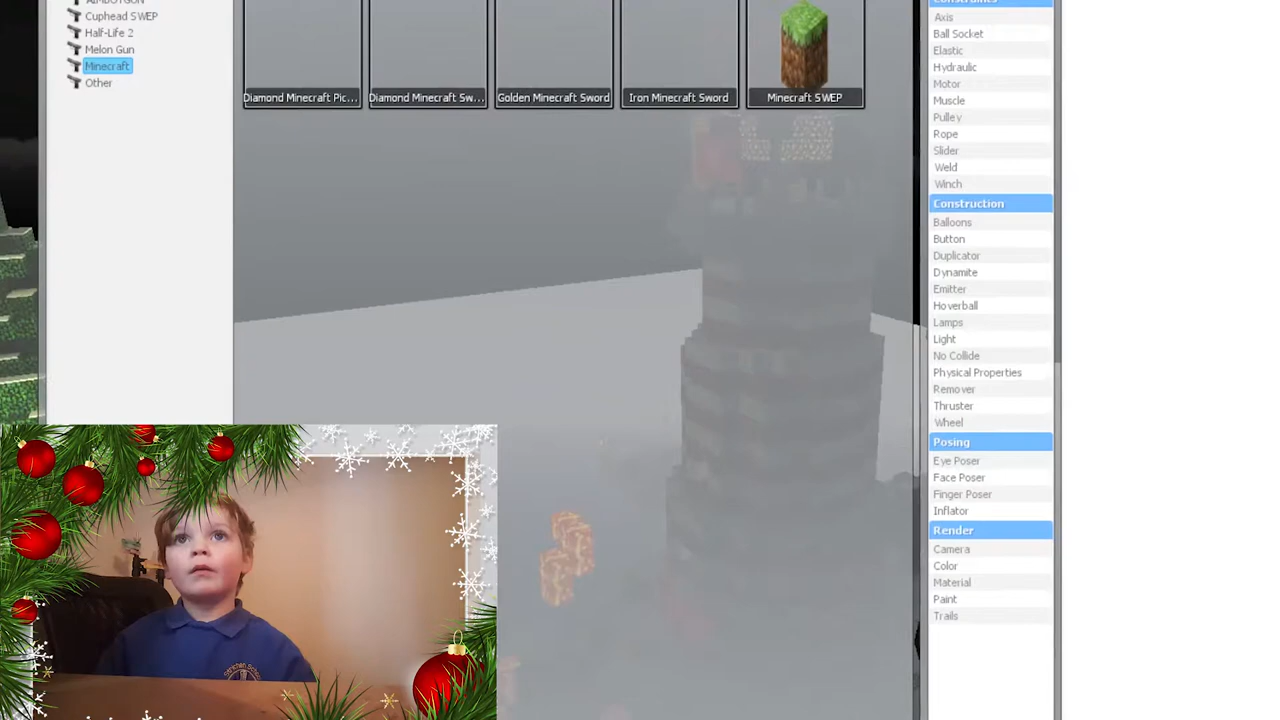 Cuphead SWEP
Half-Life 2
Melon Gun
Minecraft
Other
Diamond Minecraft Pic...
Diamond Minecraft Sw...
Golden Minecraft Sword
Iron Minecraft Sword
Minecraft SWEP
Constraints
Axis
Ball Socket
Elastic
Hydraulic
Motor
Muscle
Pulley
Rope
Slider
Weld
Winch
Construction
Balloons
Button
Duplicator
Dynamite
Emitter
Hoverball
Lamps
Light
No Collide
Physical Properties
Remover
Thruster
Wheel
Posing
Eye Poser
Face Poser
Finger Poser
Inflator
Render
Camera
Color
Material
Paint
Trails